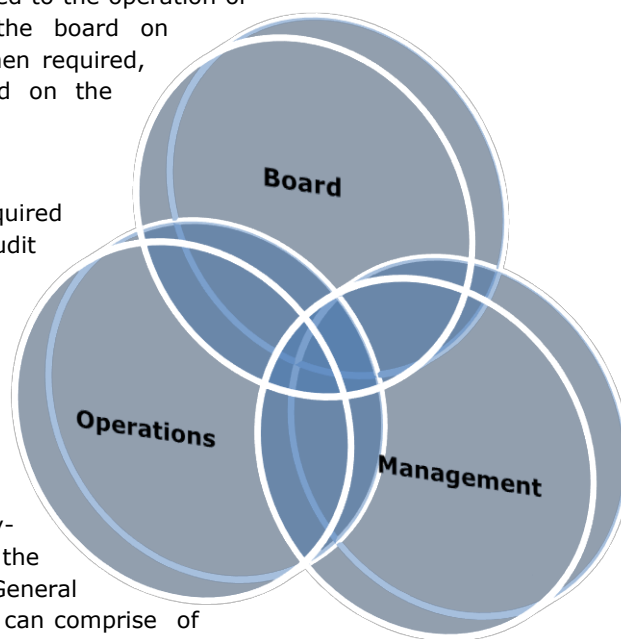 ed to the operation of
the board on
hen required,
d on the
Board
quired
udit
Operations
Management
y-
the
General
can comprise of